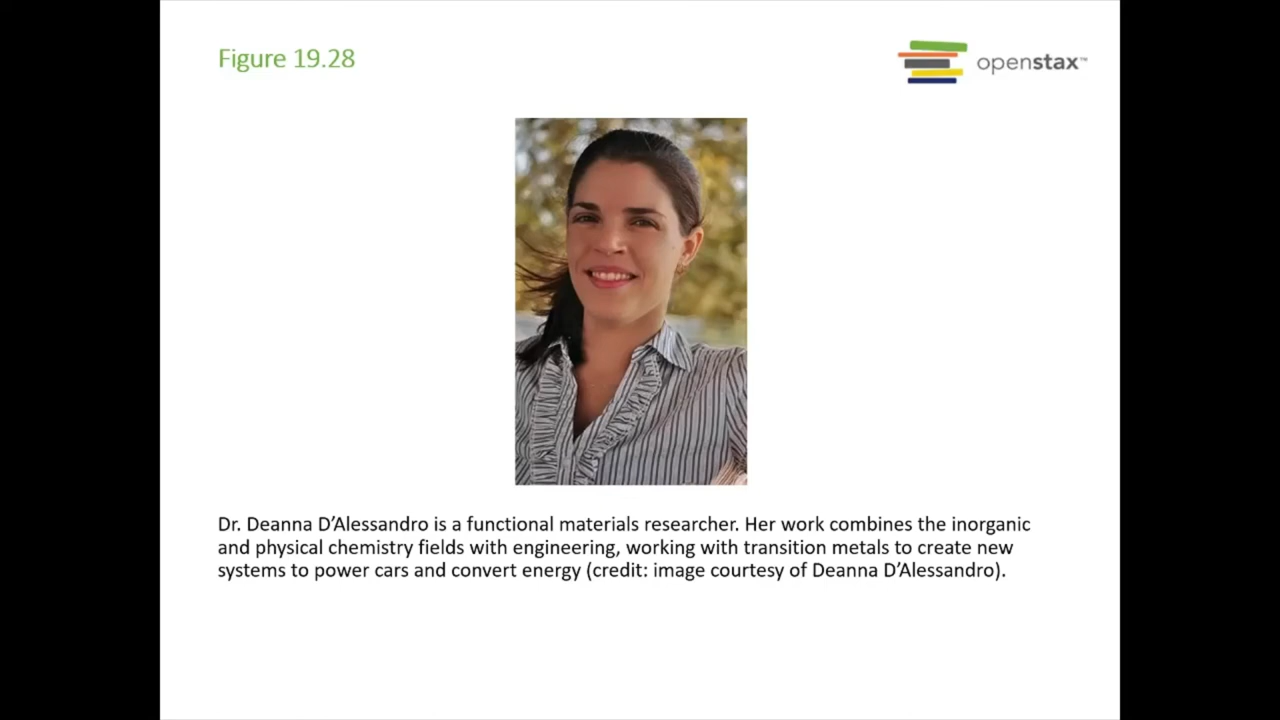 Figure 19.28
openstax™
Dr. Deanna D’Alessandro is a functional materials researcher. Her work combines the inorganic
and physical chemistry fields with engineering, working with transition metals to create new
systems to power cars and convert energy (credit: image courtesy of Deanna D’Alessandro).